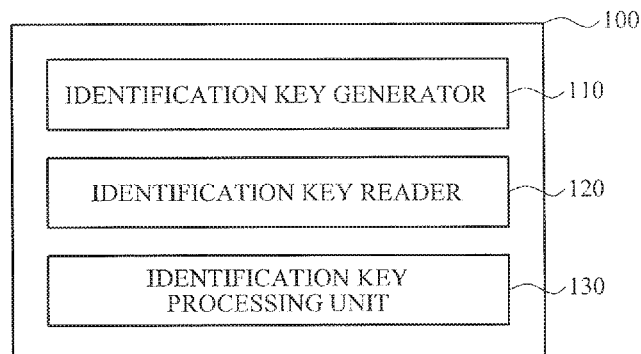 100
IDENTIFICATION KEY GENERATOR
110
IDENTIFICATION KEY READER
120
IDENTIFICATION KEY
PROCESSING UNIT
130